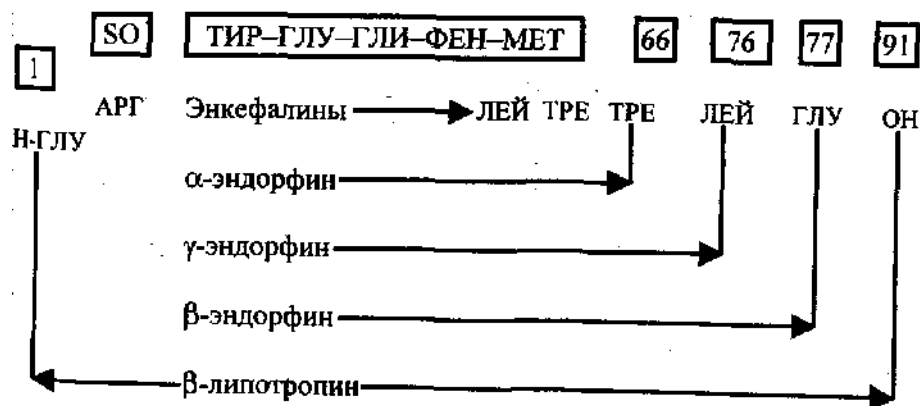 SO ТИР–ГЛУ–ГЛИ–ФЕН–МЕТ 66 76 77 91
1
АРГ Энкефалины ЛЕЙ ТРЕ ТРЕ ЛЕЙ ГЛУ ОН
Н-ГЛУ
α-эндорфин
γ-эндорфин
β-эндорфин
β-липотропин